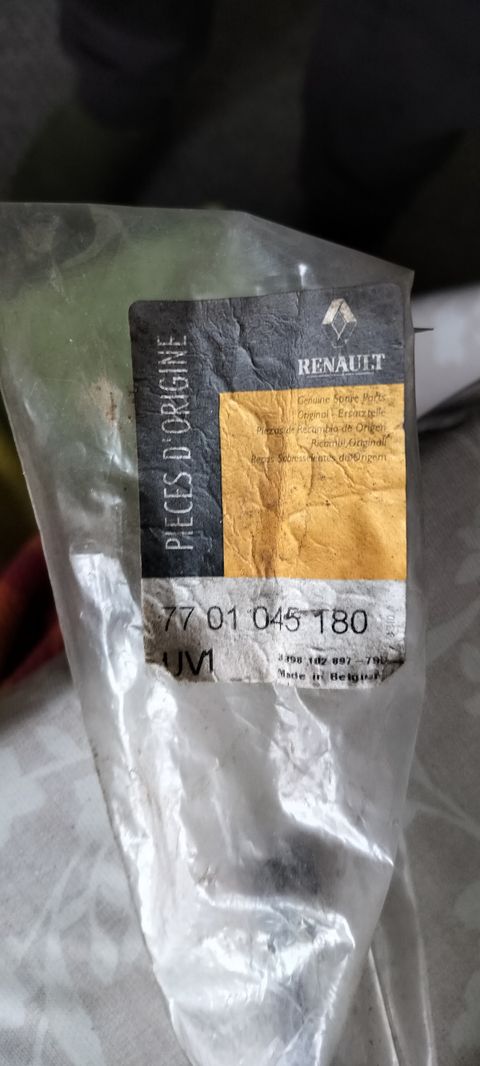 PIECES D'ORIGINE
RENAULT
Genuine Spare Parts
Original - Ersatzteile
Piezas de Recambio de Origen
Ricambi Originali
Peças Sobresselentes de Origem
77 01 045 180
UV1
Made in Belgium